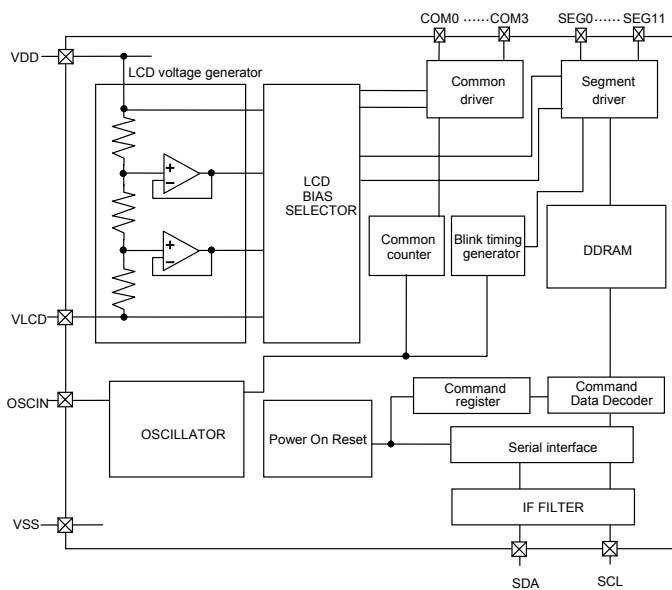 COM0 ······ COM3
SEG0 ······ SEG11
VDD
LCD voltage generator
Common
driver
Segment
driver
+
−
LCD
BIAS
SELECTOR
Common
counter
Blink timing
generator
DDRAM
+
−
VLCD
OSCIN
OSCILLATOR
Power On Reset
Command
register
Command
Data Decoder
Serial interface
IF FILTER
VSS
SDA
SCL